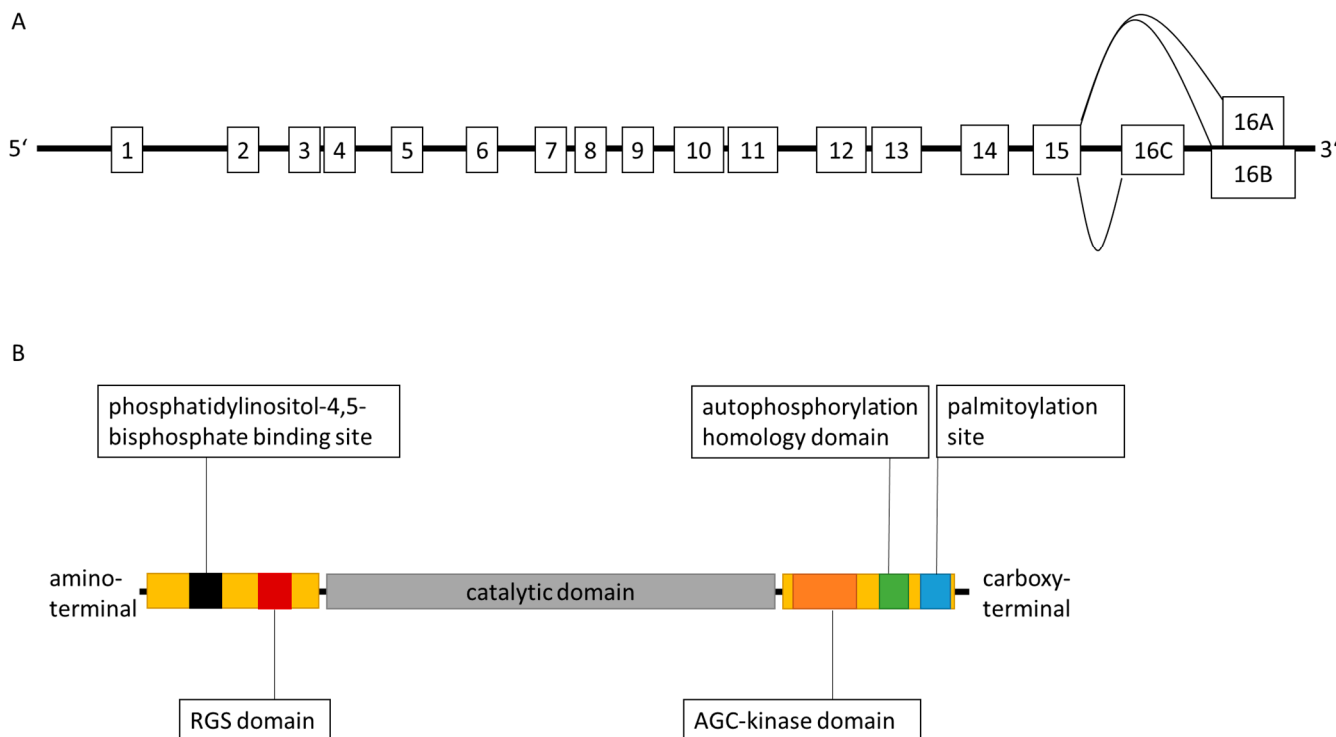 A
5‘
1
2
3
4
5
6
7
8
9
10
11
12
13
14
15
16C
16A
16B
3‘
B
phosphatidylinositol-4,5-
bisphosphate binding site
autophosphorylation
homology domain
palmitoylation
site
amino-
terminal
catalytic domain
carboxy-
terminal
RGS domain
AGC-kinase domain